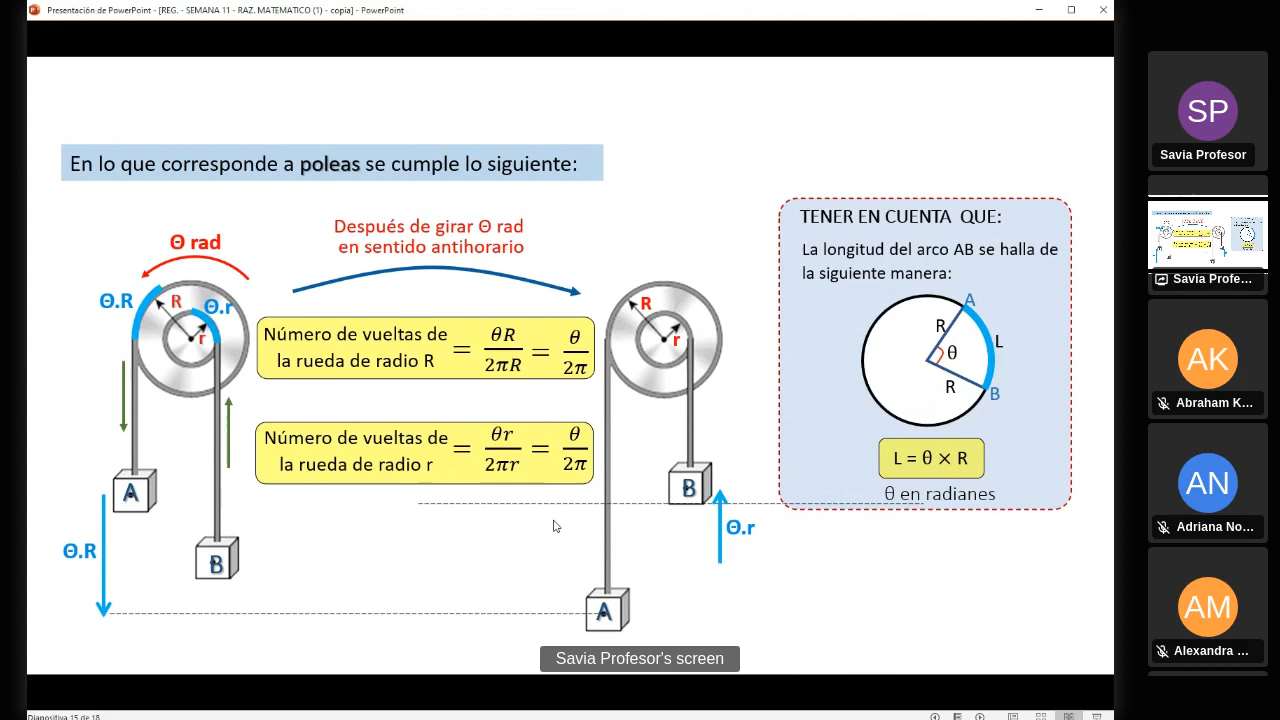 Presentación de PowerPoint - [REG. - SEMANA 11 - RAZ. MATEMATICO (1) - copia] - PowerPoint
En lo que corresponde a poleas se cumple lo siguiente:
Después de girar Θ rad
en sentido antihorario
Θ rad
Θ.R
R
Θ.r
r
Número de vueltas de
la rueda de radio R
= θR/2πR = θ/2π
Número de vueltas de
la rueda de radio r
= θr/2πr = θ/2π
A
B
Θ.R
R
r
B
A
Θ.r
TENER EN CUENTA QUE:
La longitud del arco AB se halla de
la siguiente manera:
A
R
θ
L
R
B
L = θ × R
θ en radianes
Savia Profesor's screen
Diapositiva 15 de 18
SP
Savia Profesor
Savia Profe...
AK
Abraham K...
AN
Adriana No...
AM
Alexandra ...